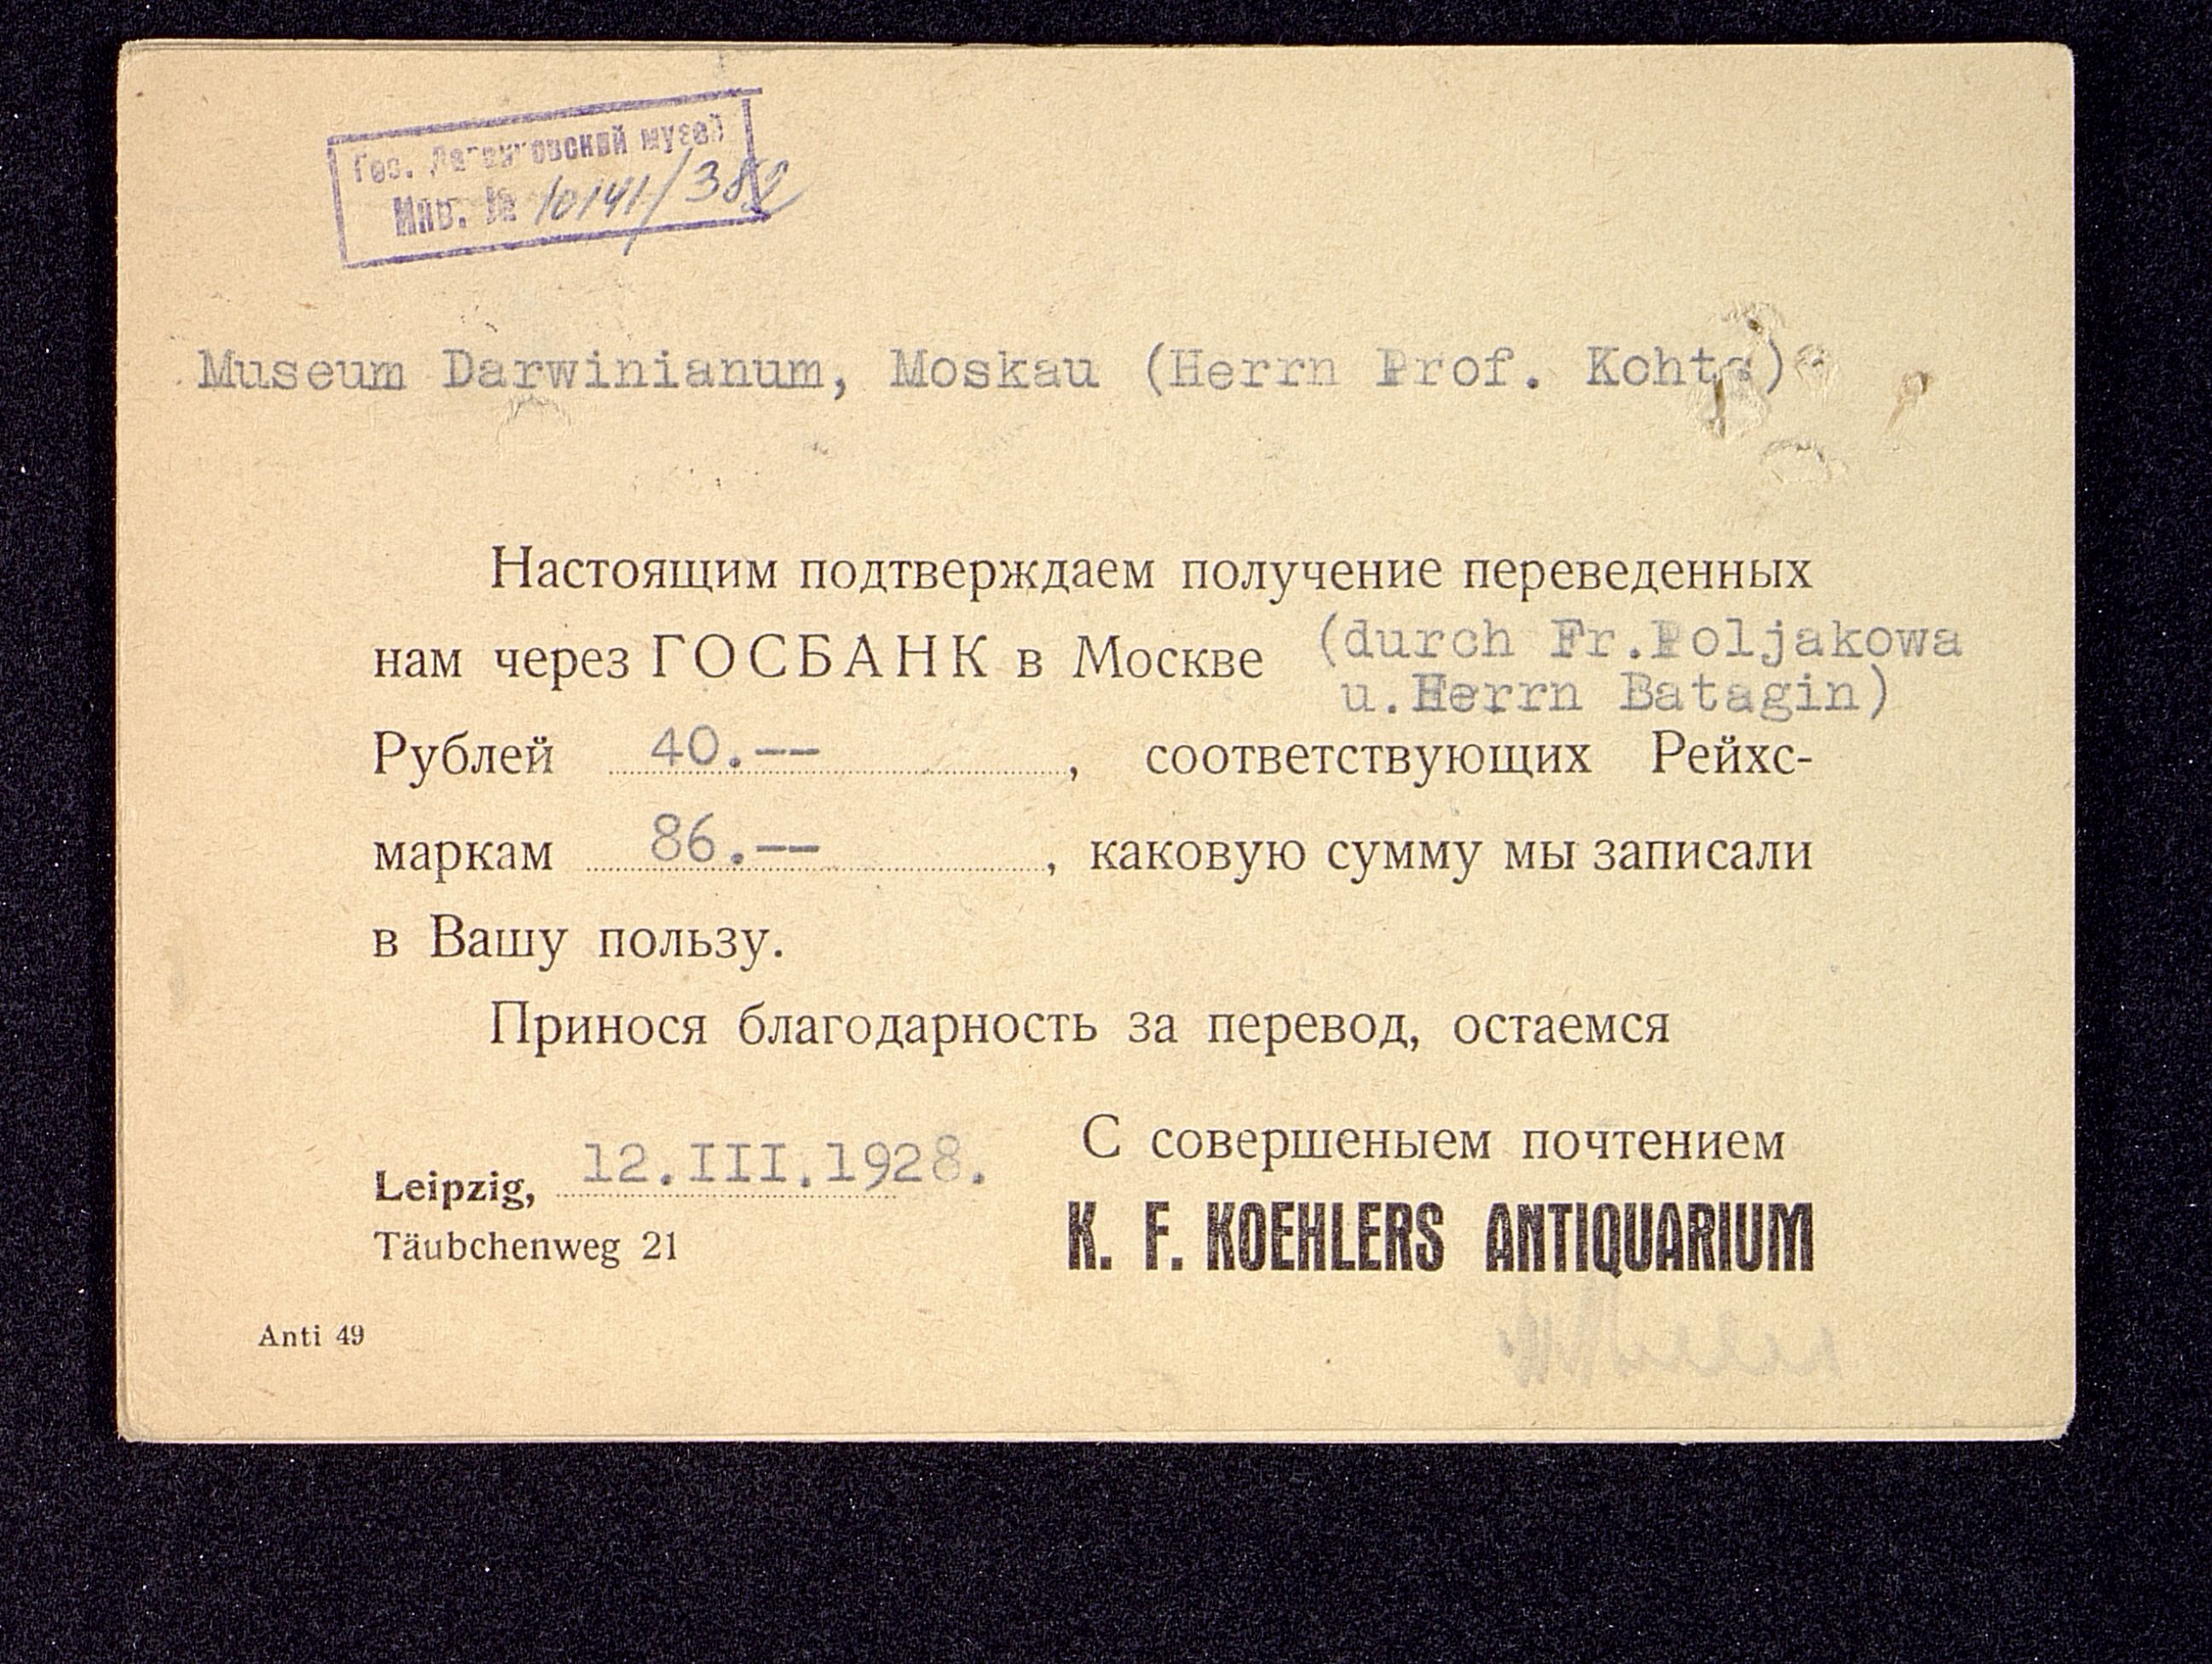 Гос. Дарвиновский музей
Инв. № 10141/382
Museum Darwinianum, Moskau (Herrn Prof. Kohts)
Настоящим подтверждаем получение переведенных
нам через ГОСБАНК в Москве (durch Fr.Poljakowa
u.Herrn Batagin)
Рублей 40.--, соответствующих Рейхс-
маркам 86.--, каковую сумму мы записали
в Вашу пользу.
Принося благодарность за перевод, остаемся
С совершеныем почтением
Leipzig, 12.III.1928.
Täubchenweg 21
K. F. KOEHLERS ANTIQUARIUM
Anti 49